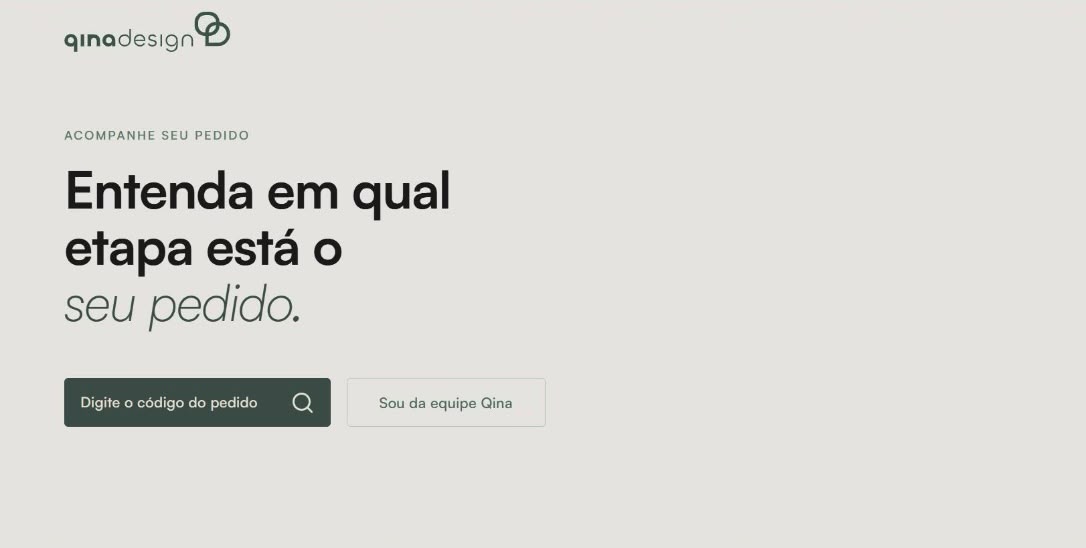 qinadesign
ACOMPANHE SEU PEDIDO
Entenda em qual
etapa está o
seu pedido.
Digite o código do pedido
Sou da equipe Qina